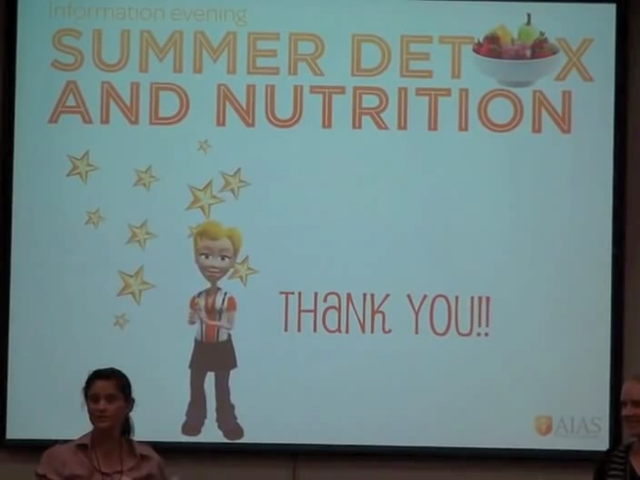 Information evening
SUMMER DETOX
AND NUTRITION
THANK YOU!!
AIAS